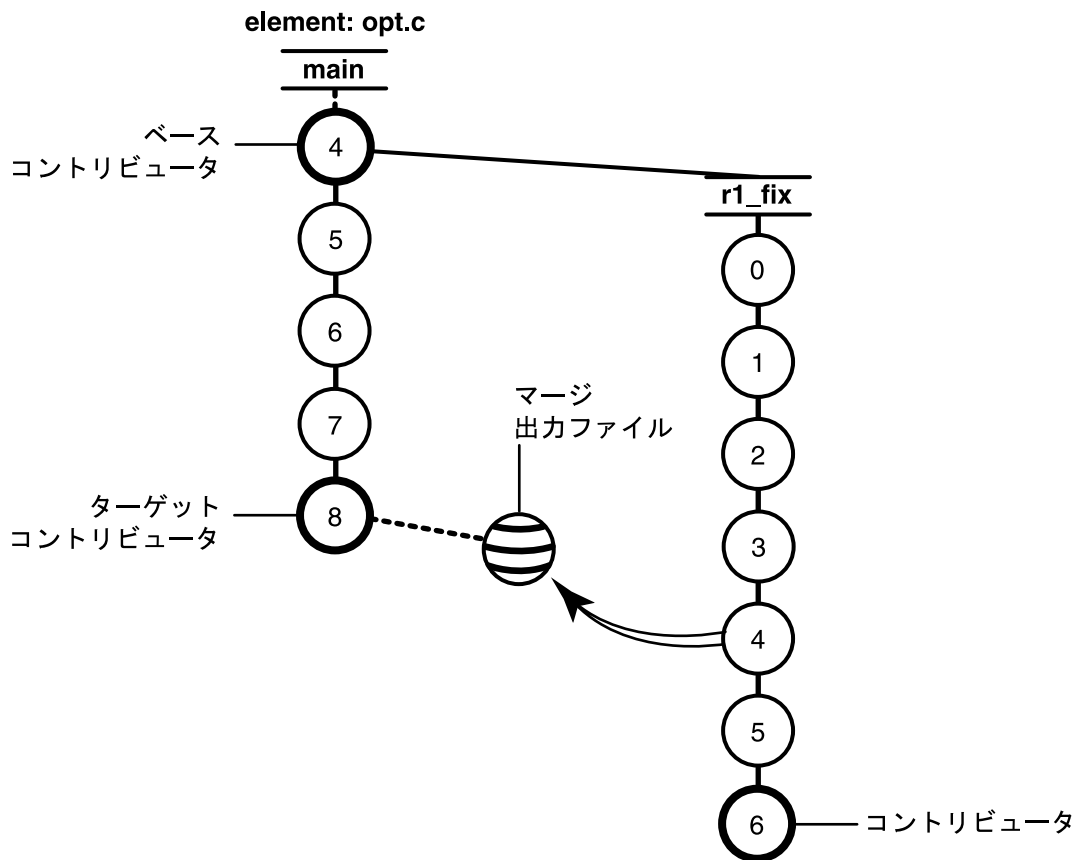 element: opt.c
main
ベース
コントリビュータ
4
r1_fix
5
0
6
1
マージ
出力ファイル
7
2
ターゲット
コントリビュータ
8
3
4
5
6
コントリビュータ